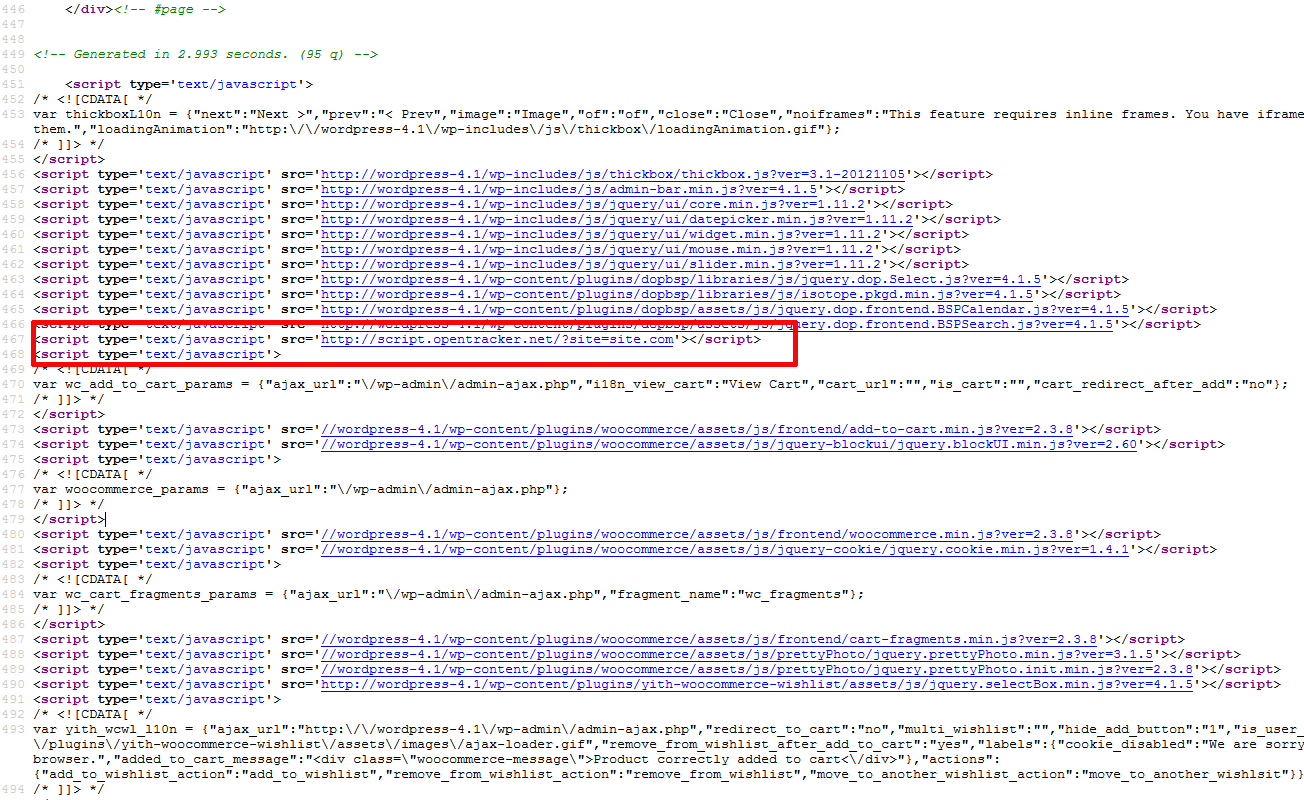 446 </div><!-- #page -->
447
448
449 <!-- Generated in 2.993 seconds. (95 q) -->
450
451 <script type='text/javascript'>
452 /* <![CDATA[ */
453 var thickboxL10n = {"next":"Next >","prev":"< Prev","image":"Image","of":"of","close":"Close","noiframes":"This feature requires inline frames. You have iframe
them.","loadingAnimation":"http:\/\/wordpress-4.1\/wp-includes\/js\/thickbox\/loadingAnimation.gif"};
454 /* ]]> */
455 </script>
456 <script type='text/javascript' src='http://wordpress-4.1/wp-includes/js/thickbox/thickbox.js?ver=3.1-20121105'></script>
457 <script type='text/javascript' src='http://wordpress-4.1/wp-includes/js/admin-bar.min.js?ver=4.1.5'></script>
458 <script type='text/javascript' src='http://wordpress-4.1/wp-includes/js/jquery/ui/core.min.js?ver=1.11.2'></script>
459 <script type='text/javascript' src='http://wordpress-4.1/wp-includes/js/jquery/ui/datepicker.min.js?ver=1.11.2'></script>
460 <script type='text/javascript' src='http://wordpress-4.1/wp-includes/js/jquery/ui/widget.min.js?ver=1.11.2'></script>
461 <script type='text/javascript' src='http://wordpress-4.1/wp-includes/js/jquery/ui/mouse.min.js?ver=1.11.2'></script>
462 <script type='text/javascript' src='http://wordpress-4.1/wp-includes/js/jquery/ui/slider.min.js?ver=1.11.2'></script>
463 <script type='text/javascript' src='http://wordpress-4.1/wp-content/plugins/dopbsp/libraries/js/jquery.dop.Select.js?ver=4.1.5'></script>
464 <script type='text/javascript' src='http://wordpress-4.1/wp-content/plugins/dopbsp/libraries/js/isotope.pkgd.min.js?ver=4.1.5'></script>
465 <script type='text/javascript' src='http://wordpress-4.1/wp-content/plugins/dopbsp/assets/js/jquery.dop.frontend.BSPCalendar.js?ver=4.1.5'></script>
466 <script type='text/javascript' src='http://wordpress-4.1/wp-content/plugins/dopbsp/assets/js/jquery.dop.frontend.BSPSearch.js?ver=4.1.5'></script>
467 <script type='text/javascript' src='http://script.opentracker.net/?site=site.com'></script>
468 <script type='text/javascript'>
469 /* <![CDATA[ */
470 var wc_add_to_cart_params = {"ajax_url":"\/wp-admin\/admin-ajax.php","i18n_view_cart":"View Cart","cart_url":"","is_cart":"","cart_redirect_after_add":"no"};
471 /* ]]> */
472 </script>
473 <script type='text/javascript' src='//wordpress-4.1/wp-content/plugins/woocommerce/assets/js/frontend/add-to-cart.min.js?ver=2.3.8'></script>
474 <script type='text/javascript' src='//wordpress-4.1/wp-content/plugins/woocommerce/assets/js/jquery-blockui/jquery.blockUI.min.js?ver=2.60'></script>
475 <script type='text/javascript'>
476 /* <![CDATA[ */
477 var woocommerce_params = {"ajax_url":"\/wp-admin\/admin-ajax.php"};
478 /* ]]> */
479 </script>
480 <script type='text/javascript' src='//wordpress-4.1/wp-content/plugins/woocommerce/assets/js/frontend/woocommerce.min.js?ver=2.3.8'></script>
481 <script type='text/javascript' src='//wordpress-4.1/wp-content/plugins/woocommerce/assets/js/jquery-cookie/jquery.cookie.min.js?ver=1.4.1'></script>
482 <script type='text/javascript'>
483 /* <![CDATA[ */
484 var wc_cart_fragments_params = {"ajax_url":"\/wp-admin\/admin-ajax.php","fragment_name":"wc_fragments"};
485 /* ]]> */
486 </script>
487 <script type='text/javascript' src='//wordpress-4.1/wp-content/plugins/woocommerce/assets/js/frontend/cart-fragments.min.js?ver=2.3.8'></script>
488 <script type='text/javascript' src='//wordpress-4.1/wp-content/plugins/woocommerce/assets/js/prettyPhoto/jquery.prettyPhoto.min.js?ver=3.1.5'></script>
489 <script type='text/javascript' src='//wordpress-4.1/wp-content/plugins/woocommerce/assets/js/prettyPhoto/jquery.prettyPhoto.init.min.js?ver=2.3.8'></script>
490 <script type='text/javascript' src='http://wordpress-4.1/wp-content/plugins/yith-woocommerce-wishlist/assets/js/jquery.selectBox.min.js?ver=4.1.5'></script>
491 <script type='text/javascript'>
492 /* <![CDATA[ */
493 var yith_wcwl_l10n = {"ajax_url":"http:\/\/wordpress-4.1\/wp-admin\/admin-ajax.php","redirect_to_cart":"no","multi_wishlist":"","hide_add_button":"1","is_user_
\/plugins\/yith-woocommerce-wishlist\/assets\/images\/ajax-loader.gif","remove_from_wishlist_after_add_to_cart":"yes","labels":{"cookie_disabled":"We are sorry
browser.","added_to_cart_message":"<div class=\"woocommerce-message\">Product correctly added to cart<\/div>"},"actions":
{"add_to_wishlist_action":"add_to_wishlist","remove_from_wishlist_action":"remove_from_wishlist","move_to_another_wishlist_action":"move_to_another_wishlsit"}}
494 /* ]]> */